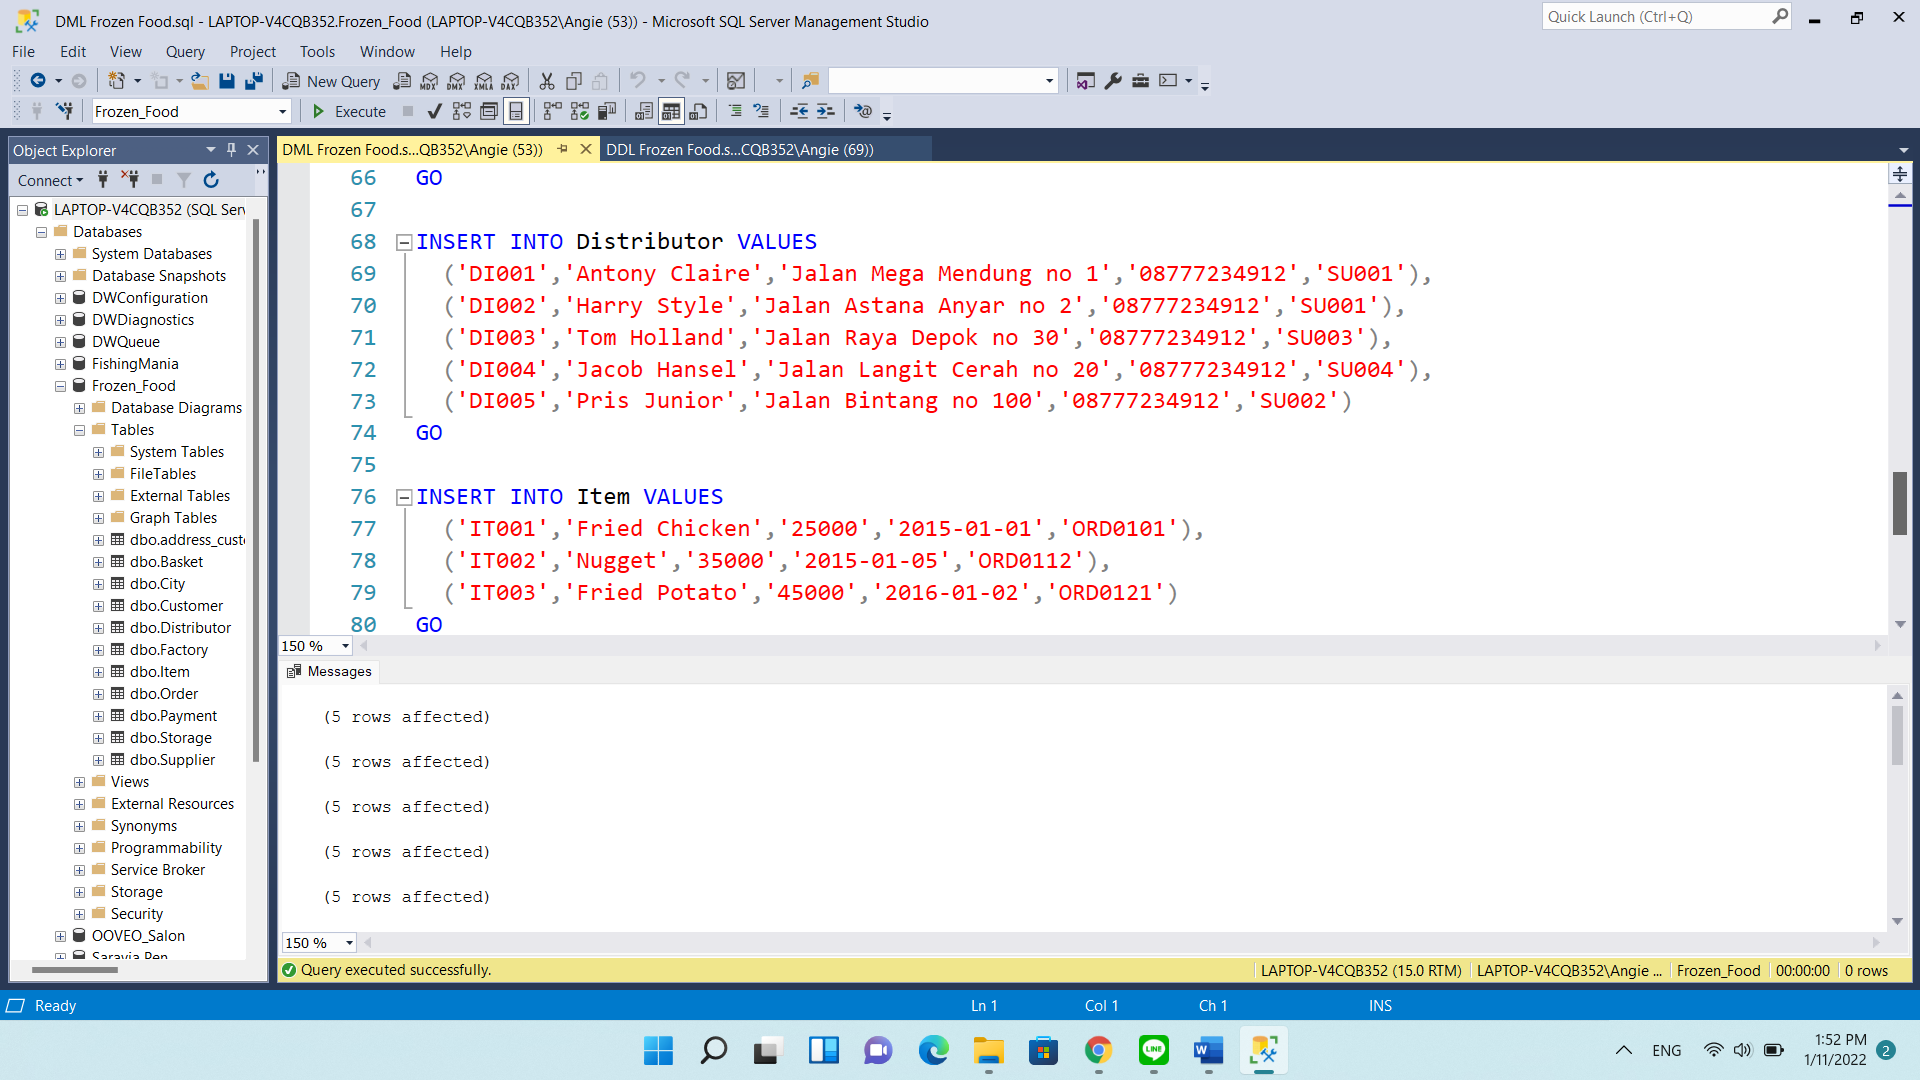 DML Frozen Food.sql - LAPTOP-V4CQB352.Frozen_Food (LAPTOP-V4CQB352\Angie (53)) - Microsoft SQL Server Management Studio
Quick Launch (Ctrl+Q)
File Edit View Query Project Tools Window Help
New Query MDX DMX XMLA DAX
Frozen_Food Execute
Object Explorer
Connect
LAPTOP-V4CQB352 (SQL Serv
Databases
System Databases
Database Snapshots
DWConfiguration
DWDiagnostics
DWQueue
FishingMania
Frozen_Food
Database Diagrams
Tables
System Tables
FileTables
External Tables
Graph Tables
dbo.address_custo
dbo.Basket
dbo.City
dbo.Customer
dbo.Distributor
dbo.Factory
dbo.Item
dbo.Order
dbo.Payment
dbo.Storage
dbo.Supplier
Views
External Resources
Synonyms
Programmability
Service Broker
Storage
Security
OOVEO_Salon
DML Frozen Food.s...QB352\Angie (53)) DDL Frozen Food.s...CQB352\Angie (69))
66 GO
67
68 INSERT INTO Distributor VALUES
69 ('DI001','Antony Claire','Jalan Mega Mendung no 1','08777234912','SU001'),
70 ('DI002','Harry Style','Jalan Astana Anyar no 2','08777234912','SU001'),
71 ('DI003','Tom Holland','Jalan Raya Depok no 30','08777234912','SU003'),
72 ('DI004','Jacob Hansel','Jalan Langit Cerah no 20','08777234912','SU004'),
73 ('DI005','Pris Junior','Jalan Bintang no 100','08777234912','SU002')
74 GO
75
76 INSERT INTO Item VALUES
77 ('IT001','Fried Chicken','25000','2015-01-01','ORD0101'),
78 ('IT002','Nugget','35000','2015-01-05','ORD0112'),
79 ('IT003','Fried Potato','45000','2016-01-02','ORD0121')
80 GO
150 %
Messages
(5 rows affected)
(5 rows affected)
(5 rows affected)
(5 rows affected)
(5 rows affected)
150 %
Query executed successfully. LAPTOP-V4CQB352 (15.0 RTM) LAPTOP-V4CQB352\Angie ... Frozen_Food 00:00:00 0 rows
Ready Ln 1 Col 1 Ch 1 INS
LINE W ENG 1:52 PM
1/11/2022 2